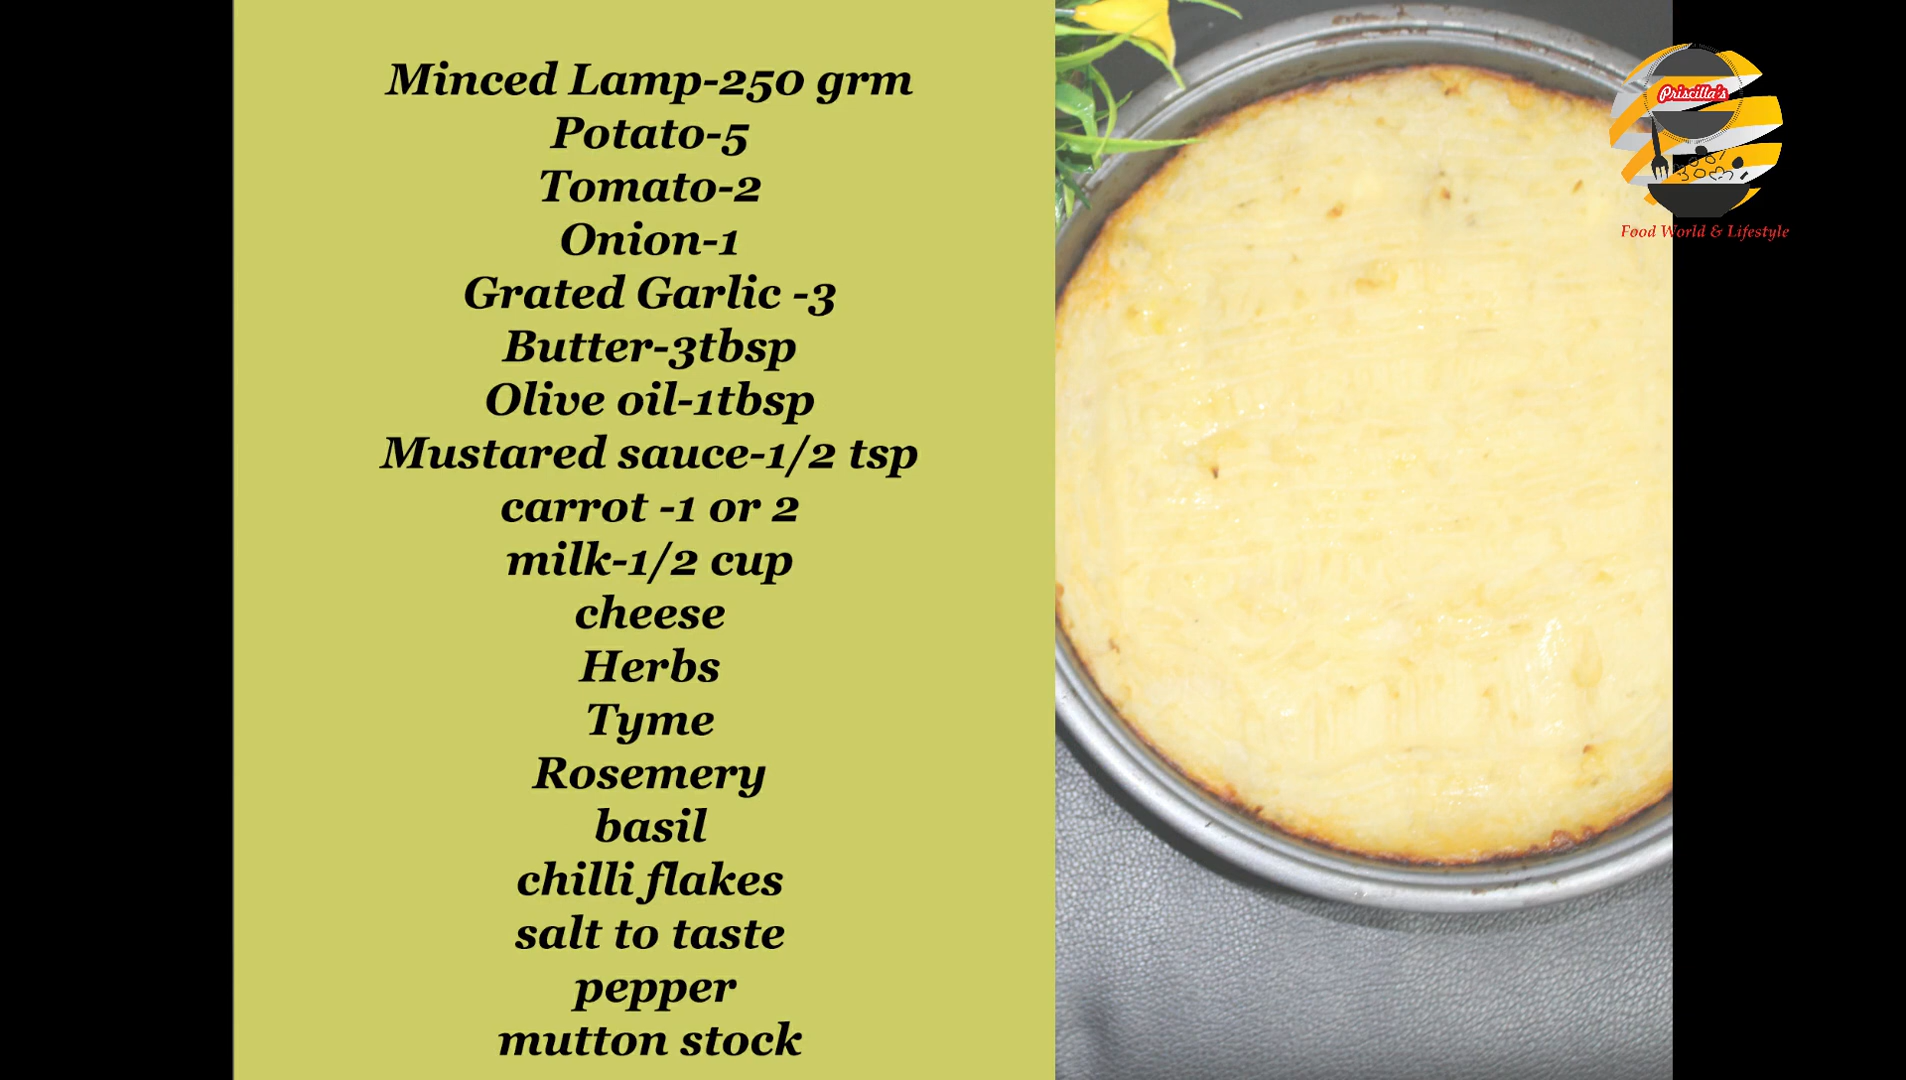 Minced Lamp-250 grm
Potato-5
Tomato-2
Onion-1
Grated Garlic -3
Butter-3tbsp
Olive oil-1tbsp
Mustared sauce-1/2 tsp
carrot -1 or 2
milk-1/2 cup
cheese
Herbs
Tyme
Rosemery
basil
chilli flakes
salt to taste
pepper
mutton stock
Priscilla's
Food World & Lifestyle